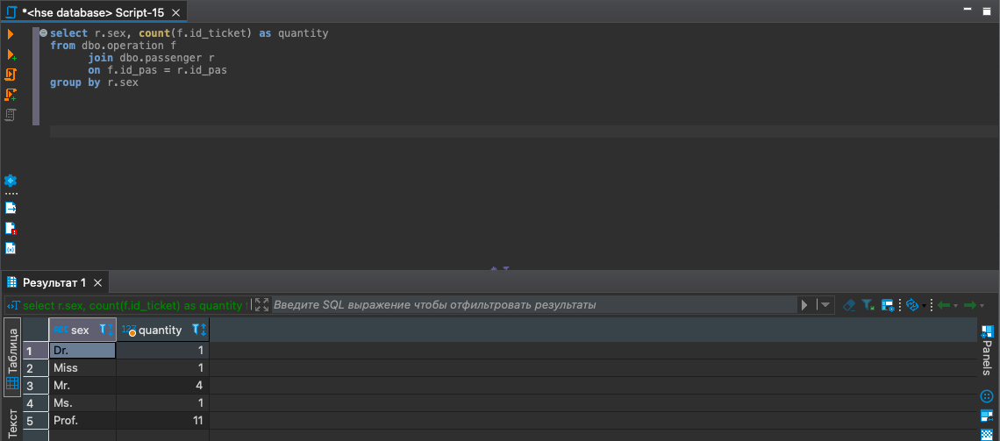 *<hse database> Script-15
select r.sex, count(f.id_ticket) as quantity
from dbo.operation f
join dbo.passenger r
on f.id_pas = r.id_pas
group by r.sex
Результат 1
select r.sex, count(f.id_ticket) as quantity
Введите SQL выражение чтобы отфильтровать результаты
Таблица
Текст
sex quantity
1 Dr. 1
2 Miss 1
3 Mr. 4
4 Ms. 1
5 Prof. 11
Panels